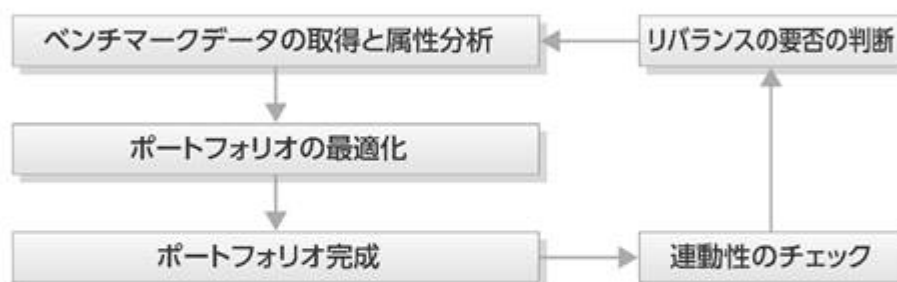 ベンチマークデータの取得と属性分析
リバランスの要否の判断
ポートフォリオの最適化
ポートフォリオ完成
連動性のチェック